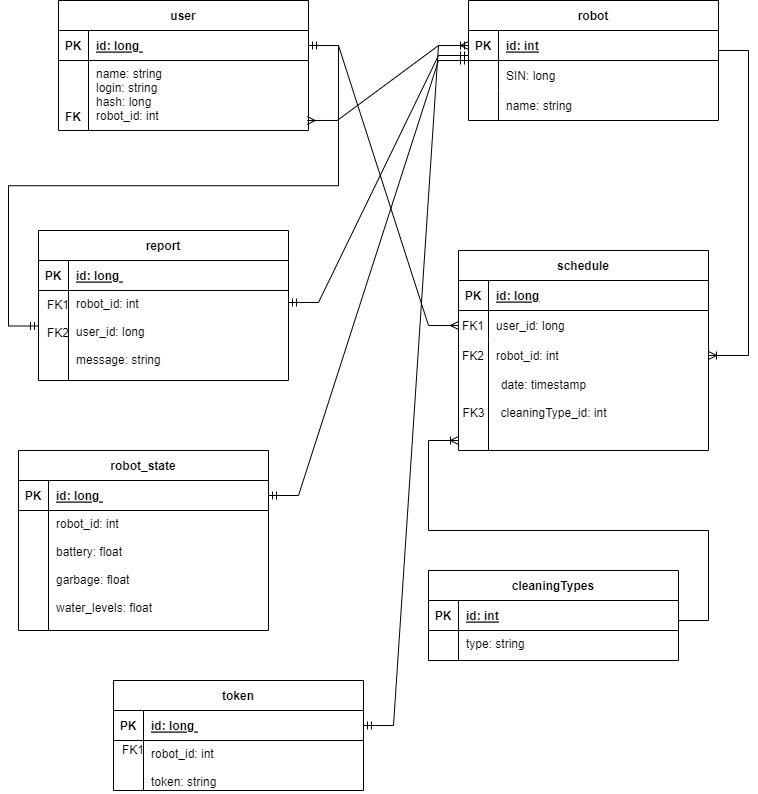 user
PK id: long
name: string
login: string
hash: long
FK robot_id: int
robot
PK id: int
SIN: long
name: string
report
PK id: long
FK1 robot_id: int
FK2 user_id: long
message: string
schedule
PK id: long
FK1 user_id: long
FK2 robot_id: int
date: timestamp
FK3 cleaningType_id: int
robot_state
PK id: long
robot_id: int
battery: float
garbage: float
water_levels: float
cleaningTypes
PK id: int
type: string
token
PK id: long
FK1 robot_id: int
token: string